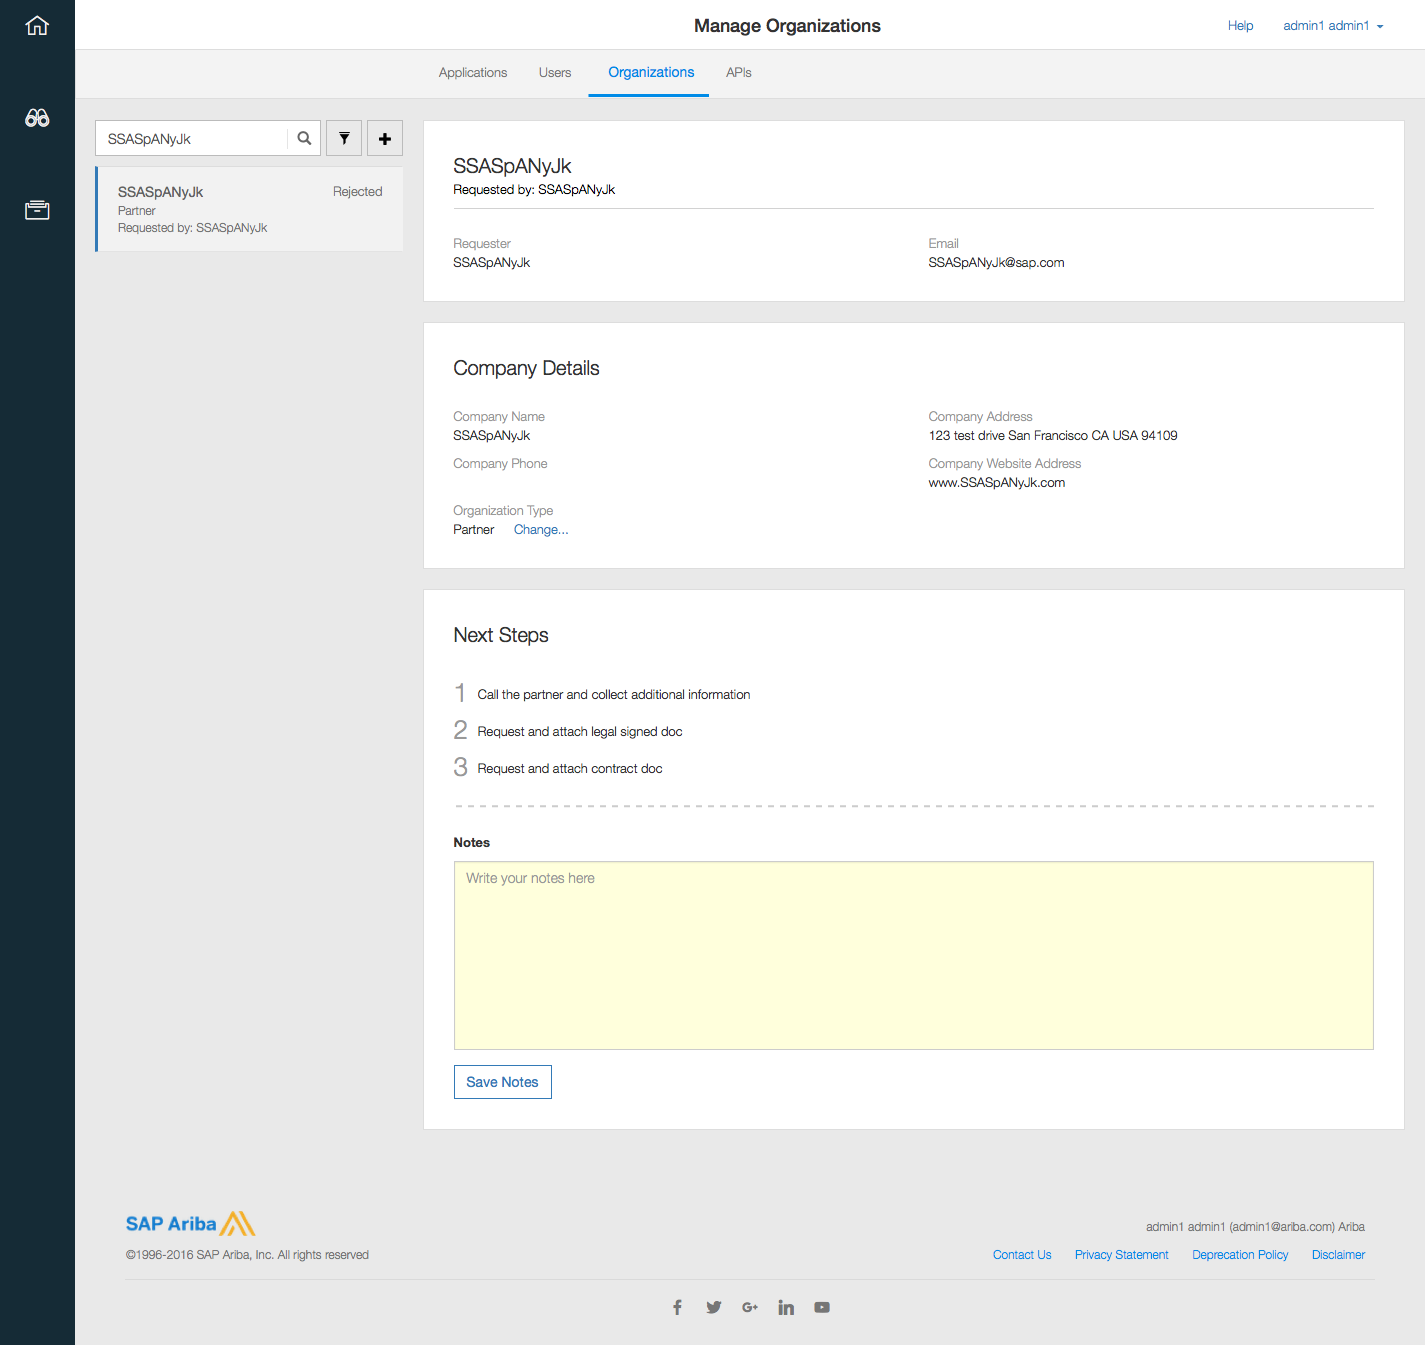 Manage Organizations
Help
admin1 admin1
Applications
Users
Organizations
APIs
SSASpANyJk
SSASpANyJk
Rejected
Partner
Requested by: SSASpANyJk
SSASpANyJk
Requested by: SSASpANyJk
Requester
SSASpANyJk
Email
SSASpANyJk@sap.com
Company Details
Company Name
SSASpANyJk
Company Address
123 test drive San Francisco CA USA 94109
Company Phone
Company Website Address
www.SSASpANyJk.com
Organization Type
Partner Change...
Next Steps
1 Call the partner and collect additional information
2 Request and attach legal signed doc
3 Request and attach contract doc
Notes
Write your notes here
Save Notes
SAP Ariba
©1996-2016 SAP Ariba, Inc. All rights reserved
admin1 admin1 (admin1@ariba.com) Ariba
Contact Us
Privacy Statement
Deprecation Policy
Disclaimer